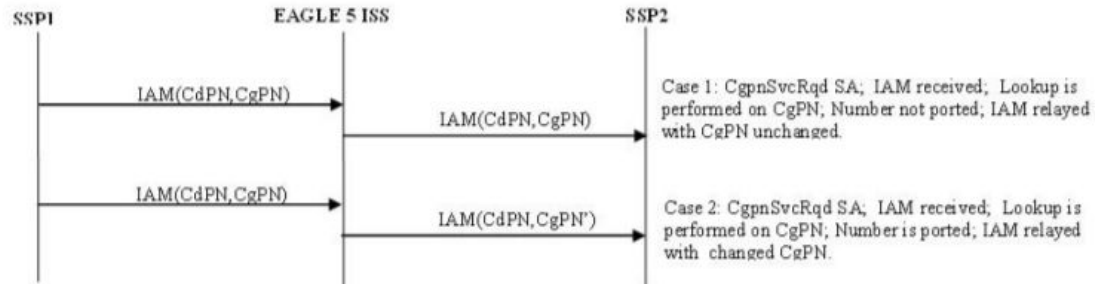 SSP1
EAGLE 5 ISS
SSP2
IAM(CdPN,CgPN)
IAM(CdPN,CgPN)
Case 1: CgpnSvcRqd SA; IAM received; Lookup is
performed on CgPN; Number not ported; IAM relayed
with CgPN unchanged.
IAM(CdPN,CgPN)
IAM(CdPN,CgPN')
Case 2: CgpnSvcRqd SA; IAM received; Lookup is
performed on CgPN; Number is ported; IAM relayed
with changed CgPN.